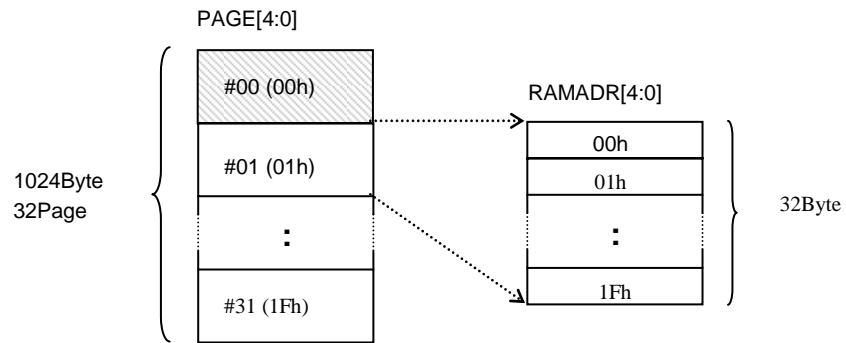 PAGE[4:0]
#00 (00h)
#01 (01h)
:
#31 (1Fh)
1024Byte
32Page
RAMADR[4:0]
00h
01h
:
1Fh
32Byte